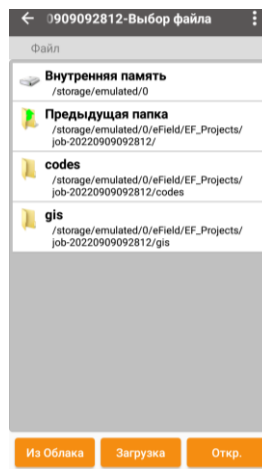 0909092812-Выбор файла
Файл
Внутренняя память
/storage/emulated/0
Предыдущая папка
/storage/emulated/0/eField/EF_Projects/
job-20220909092812/
codes
/storage/emulated/0/eField/EF_Projects/
job-20220909092812/codes
gis
/storage/emulated/0/eField/EF_Projects/
job-20220909092812/gis
Из Облака Загрузка Откр.